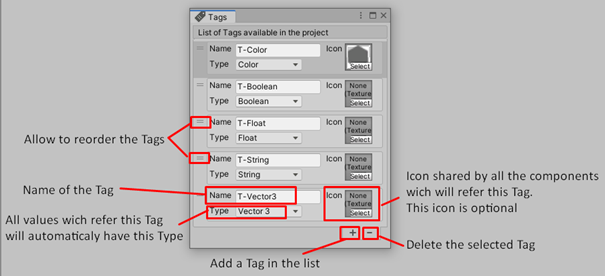 Tags
List of Tags available in the project
Name T-Color Icon
Type Color Select
Name T-Boolean Icon None
(Texture
Type Boolean Select
Name T-Float Icon None
(Texture
Type Float Select
Name T-String Icon None
(Texture
Type String Select
Name T-Vector3 Icon None
(Texture
Type Vector 3 Select
+ −
Allow to reorder the Tags
Name of the Tag
All values wich refer this Tag
will automaticaly have this Type
Add a Tag in the list
Icon shared by all the components
wich will refer this Tag.
This icon is optional
Delete the selected Tag